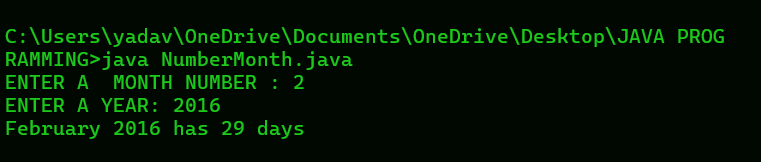 C:\Users\yadav\OneDrive\Documents\OneDrive\Desktop\JAVA PROG
RAMMING>java NumberMonth.java
ENTER A  MONTH NUMBER : 2
ENTER A YEAR: 2016
February 2016 has 29 days